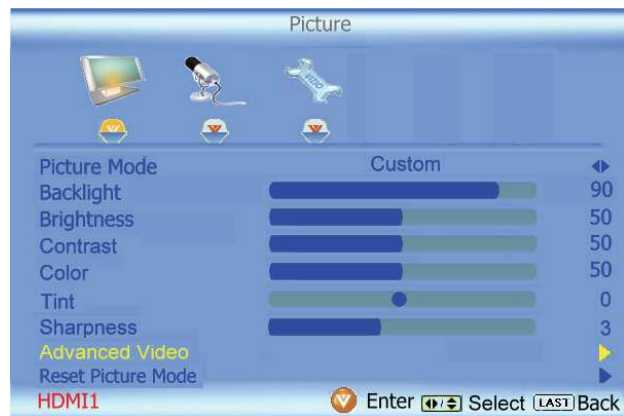 Picture
VIZIO
Picture Mode Custom
Backlight 90
Brightness 50
Contrast 50
Color 50
Tint 0
Sharpness 3
Advanced Video
Reset Picture Mode
HDMI1 Enter Select LAST Back